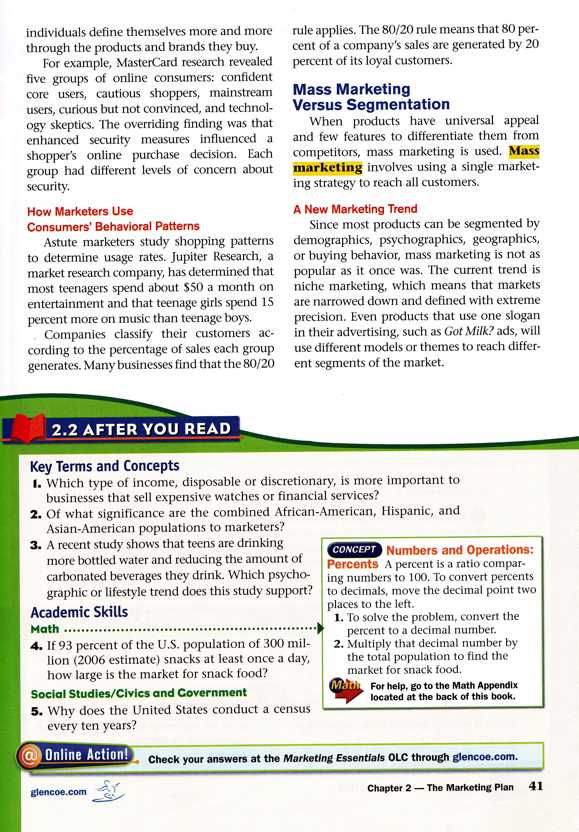 individuals define themselves more and more
through the products and brands they buy.
For example, MasterCard research revealed
five groups of online consumers: confident
core users, cautious shoppers, mainstream
users, curious but not convinced, and technol-
ogy skeptics. The overriding finding was that
enhanced security measures influenced a
shopper's online purchase decision. Each
group had different levels of concern about
security.
How Marketers Use
Consumers' Behavioral Patterns
Astute marketers study shopping patterns
to determine usage rates. Jupiter Research, a
market research company, has determined that
most teenagers spend about $50 a month on
entertainment and that teenage girls spend 15
percent more on music than teenage boys.
Companies classify their customers ac-
cording to the percentage of sales each group
generates. Many businesses find that the 80/20
rule applies. The 80/20 rule means that 80 per-
cent of a company's sales are generated by 20
percent of its loyal customers.
Mass Marketing
Versus Segmentation
When products have universal appeal
and few features to differentiate them from
competitors, mass marketing is used. Mass
marketing involves using a single market-
ing strategy to reach all customers.
A New Marketing Trend
Since most products can be segmented by
demographics, psychographics, geographics,
or buying behavior, mass marketing is not as
popular as it once was. The current trend is
niche marketing, which means that markets
are narrowed down and defined with extreme
precision. Even products that use one slogan
in their advertising, such as Got Milk? ads, will
use different models or themes to reach differ-
ent segments of the market.
2.2 AFTER YOU READ
Key Terms and Concepts
1. Which type of income, disposable or discretionary, is more important to
businesses that sell expensive watches or financial services?
2. Of what significance are the combined African-American, Hispanic, and
Asian-American populations to marketers?
3. A recent study shows that teens are drinking
more bottled water and reducing the amount of
carbonated beverages they drink. Which psycho-
graphic or lifestyle trend does this study support?
Academic Skills
Math
4. If 93 percent of the U.S. population of 300 mil-
lion (2006 estimate) snacks at least once a day,
how large is the market for snack food?
Social Studies/Civics and Government
5. Why does the United States conduct a census
every ten years?
CONCEPT Numbers and Operations:
Percents A percent is a ratio compar-
ing numbers to 100. To convert percents
to decimals, move the decimal point two
places to the left.
1. To solve the problem, convert the
percent to a decimal number.
2. Multiply that decimal number by
the total population to find the
market for snack food.
Math For help, go to the Math Appendix
located at the back of this book.
@ Online Action! Check your answers at the Marketing Essentials OLC through glencoe.com.
glencoe.com
Chapter 2 — The Marketing Plan 41